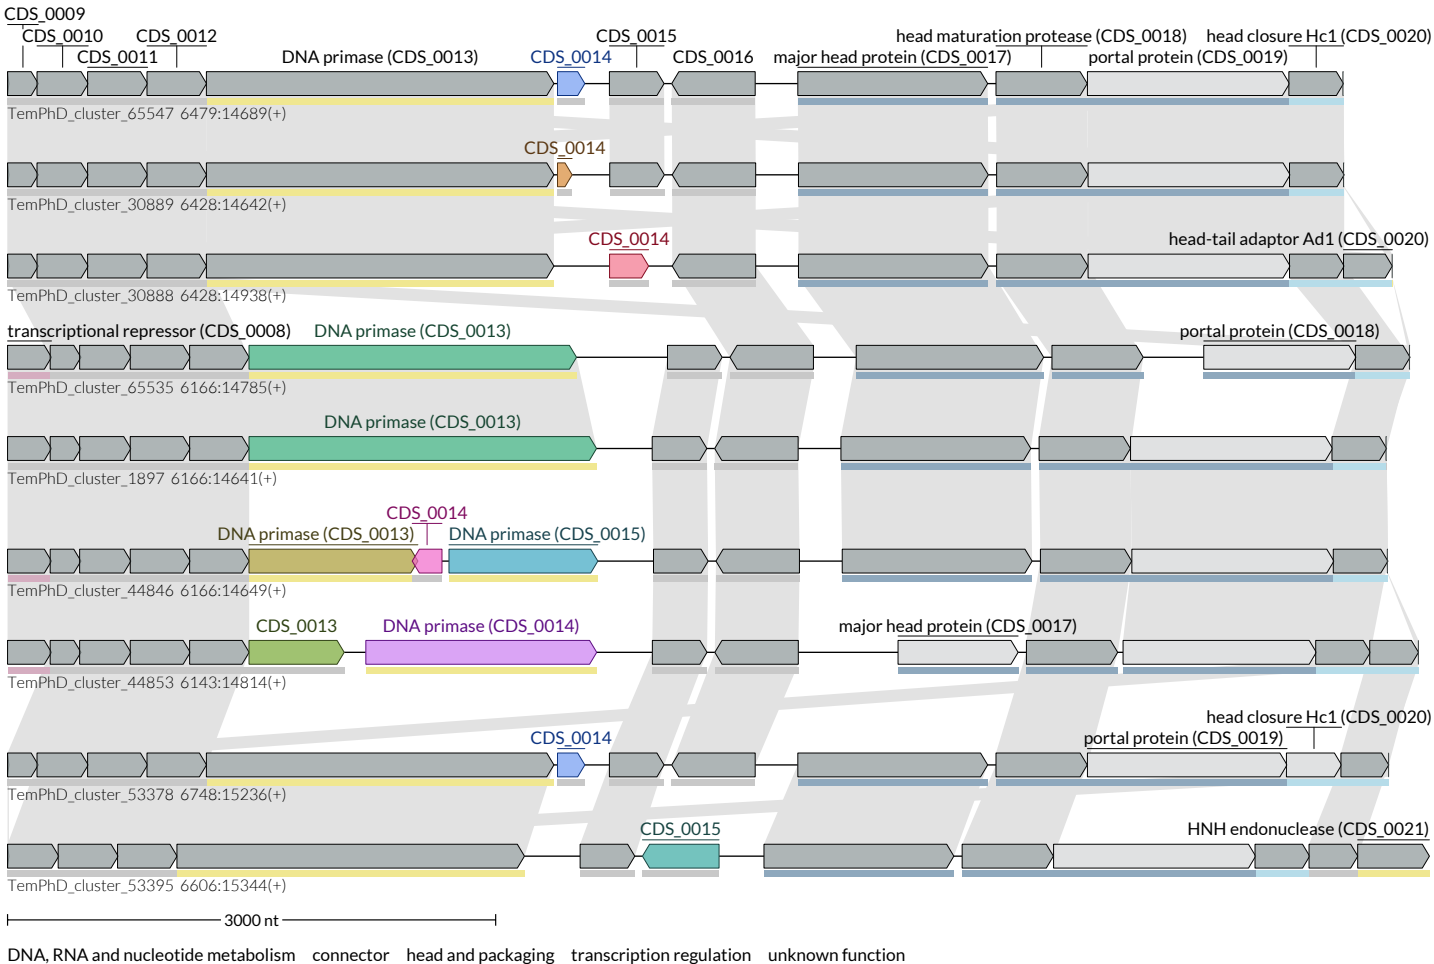 CDS_0009
CDS_0010
CDS_0011
CDS_0012
DNA primase (CDS_0013)
CDS_0014
CDS_0015
CDS_0016
major head protein (CDS_0017)
head maturation protease (CDS_0018)
portal protein (CDS_0019)
head closure Hc1 (CDS_0020)
TemPhD_cluster_65547 6479:14689(+)
CDS_0014
TemPhD_cluster_30889 6428:14642(+)
CDS_0014
head-tail adaptor Ad1 (CDS_0020)
TemPhD_cluster_30888 6428:14938(+)
transcriptional repressor (CDS_0008)
DNA primase (CDS_0013)
portal protein (CDS_0018)
TemPhD_cluster_65535 6166:14785(+)
DNA primase (CDS_0013)
TemPhD_cluster_1897 6166:14641(+)
CDS_0014
DNA primase (CDS_0013)
DNA primase (CDS_0015)
TemPhD_cluster_44846 6166:14649(+)
CDS_0013
DNA primase (CDS_0014)
major head protein (CDS_0017)
TemPhD_cluster_44853 6143:14814(+)
head closure Hc1 (CDS_0020)
CDS_0014
portal protein (CDS_0019)
TemPhD_cluster_53378 6748:15236(+)
CDS_0015
HNH endonuclease (CDS_0021)
TemPhD_cluster_53395 6606:15344(+)
3000 nt
DNA, RNA and nucleotide metabolism connector head and packaging transcription regulation unknown function